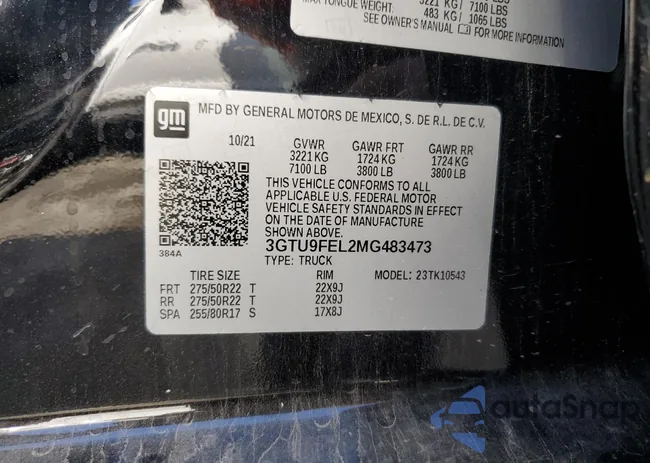 3221 KG / 7100 LBS
MAX TONGUE WEIGHT: 483 KG / 1065 LBS
SEE OWNER'S MANUAL FOR MORE INFORMATION
gm
MFD BY GENERAL MOTORS DE MEXICO, S. DE R.L. DE C.V.
10/21 GVWR GAWR FRT GAWR RR
3221 KG 1724 KG 1724 KG
7100 LB 3800 LB 3800 LB
THIS VEHICLE CONFORMS TO ALL
APPLICABLE U.S. FEDERAL MOTOR
VEHICLE SAFETY STANDARDS IN EFFECT
ON THE DATE OF MANUFACTURE
SHOWN ABOVE.
384A
3GTU9FEL2MG483473
TYPE: TRUCK MODEL: 23TK10543
TIRE SIZE RIM
FRT 275/50R22 T 22X9J
RR 275/50R22 T 22X9J
SPA 255/80R17 S 17X8J
autoSnap